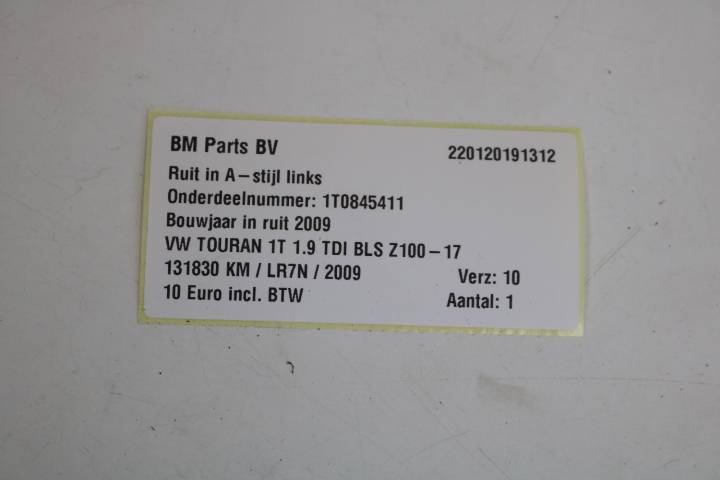 BM Parts BV 220120191312
Ruit in A-stijl links
Onderdeelnummer: 1T0845411
Bouwjaar in ruit 2009
VW TOURAN 1T 1.9 TDI BLS Z100-17
131830 KM / LR7N / 2009 Verz: 10
10 Euro incl. BTW Aantal: 1